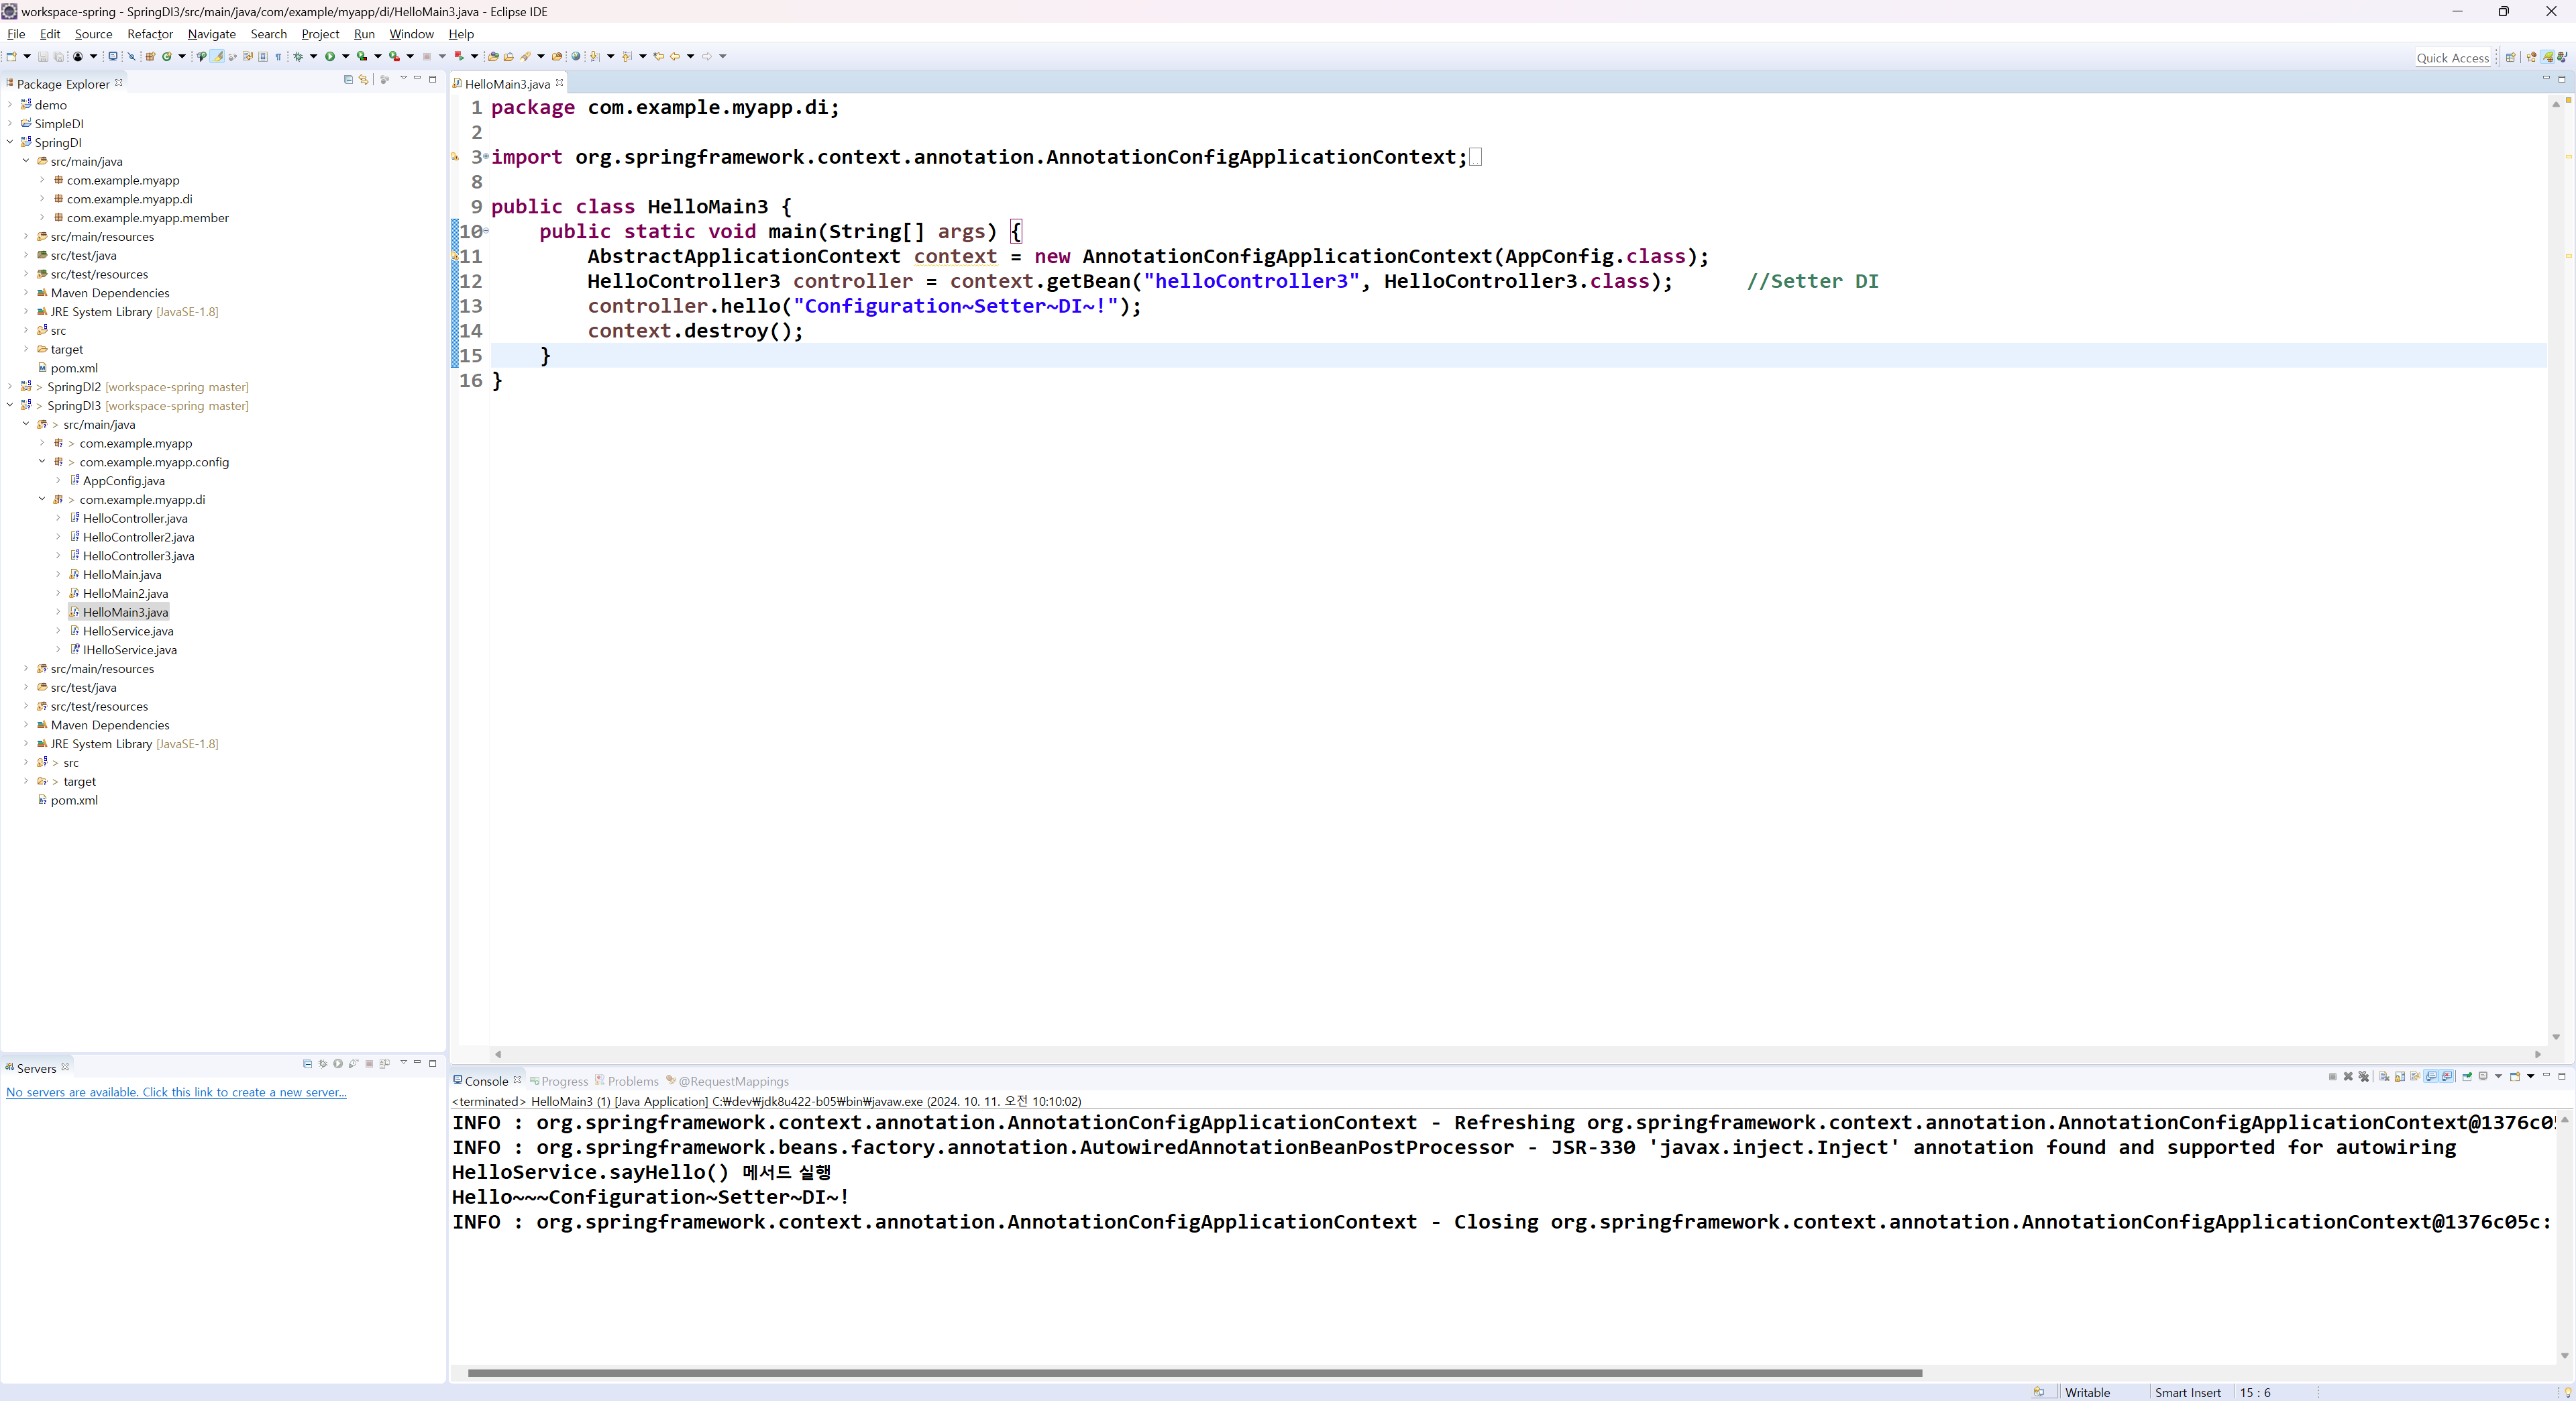 workspace-spring - SpringDI3/src/main/java/com/example/myapp/di/HelloMain3.java - Eclipse IDE
File Edit Source Refactor Navigate Search Project Run Window Help
Quick Access
Package Explorer
demo
SimpleDI
SpringDI
src/main/java
com.example.myapp
com.example.myapp.di
com.example.myapp.member
src/main/resources
src/test/java
src/test/resources
Maven Dependencies
JRE System Library [JavaSE-1.8]
src
target
pom.xml
> SpringDI2 [workspace-spring master]
> SpringDI3 [workspace-spring master]
> src/main/java
> com.example.myapp
> com.example.myapp.config
AppConfig.java
> com.example.myapp.di
HelloController.java
HelloController2.java
HelloController3.java
HelloMain.java
HelloMain2.java
HelloMain3.java
HelloService.java
IHelloService.java
src/main/resources
src/test/java
src/test/resources
Maven Dependencies
JRE System Library [JavaSE-1.8]
> src
> target
pom.xml
HelloMain3.java
1 package com.example.myapp.di;
2
3 import org.springframework.context.annotation.AnnotationConfigApplicationContext;
8
9 public class HelloMain3 {
10 public static void main(String[] args) {
11 AbstractApplicationContext context = new AnnotationConfigApplicationContext(AppConfig.class);
12 HelloController3 controller = context.getBean("helloController3", HelloController3.class); //Setter DI
13 controller.hello("Configuration~Setter~DI~!");
14 context.destroy();
15 }
16 }
Servers
No servers are available. Click this link to create a new server...
Console Progress Problems @RequestMappings
<terminated> HelloMain3 (1) [Java Application] C:₩dev₩jdk8u422-b05₩bin₩javaw.exe (2024. 10. 11. 오전 10:10:02)
INFO : org.springframework.context.annotation.AnnotationConfigApplicationContext - Refreshing org.springframework.context.annotation.AnnotationConfigApplicationContext@1376c05
INFO : org.springframework.beans.factory.annotation.AutowiredAnnotationBeanPostProcessor - JSR-330 'javax.inject.Inject' annotation found and supported for autowiring
HelloService.sayHello() 메서드 실행
Hello~~~Configuration~Setter~DI~!
INFO : org.springframework.context.annotation.AnnotationConfigApplicationContext - Closing org.springframework.context.annotation.AnnotationConfigApplicationContext@1376c05c:
Writable Smart Insert 15 : 6